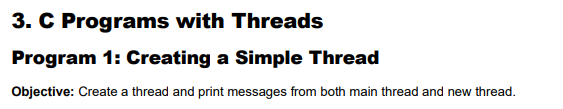 3. C Programs with Threads
Program 1: Creating a Simple Thread
Objective: Create a thread and print messages from both main thread and new thread.